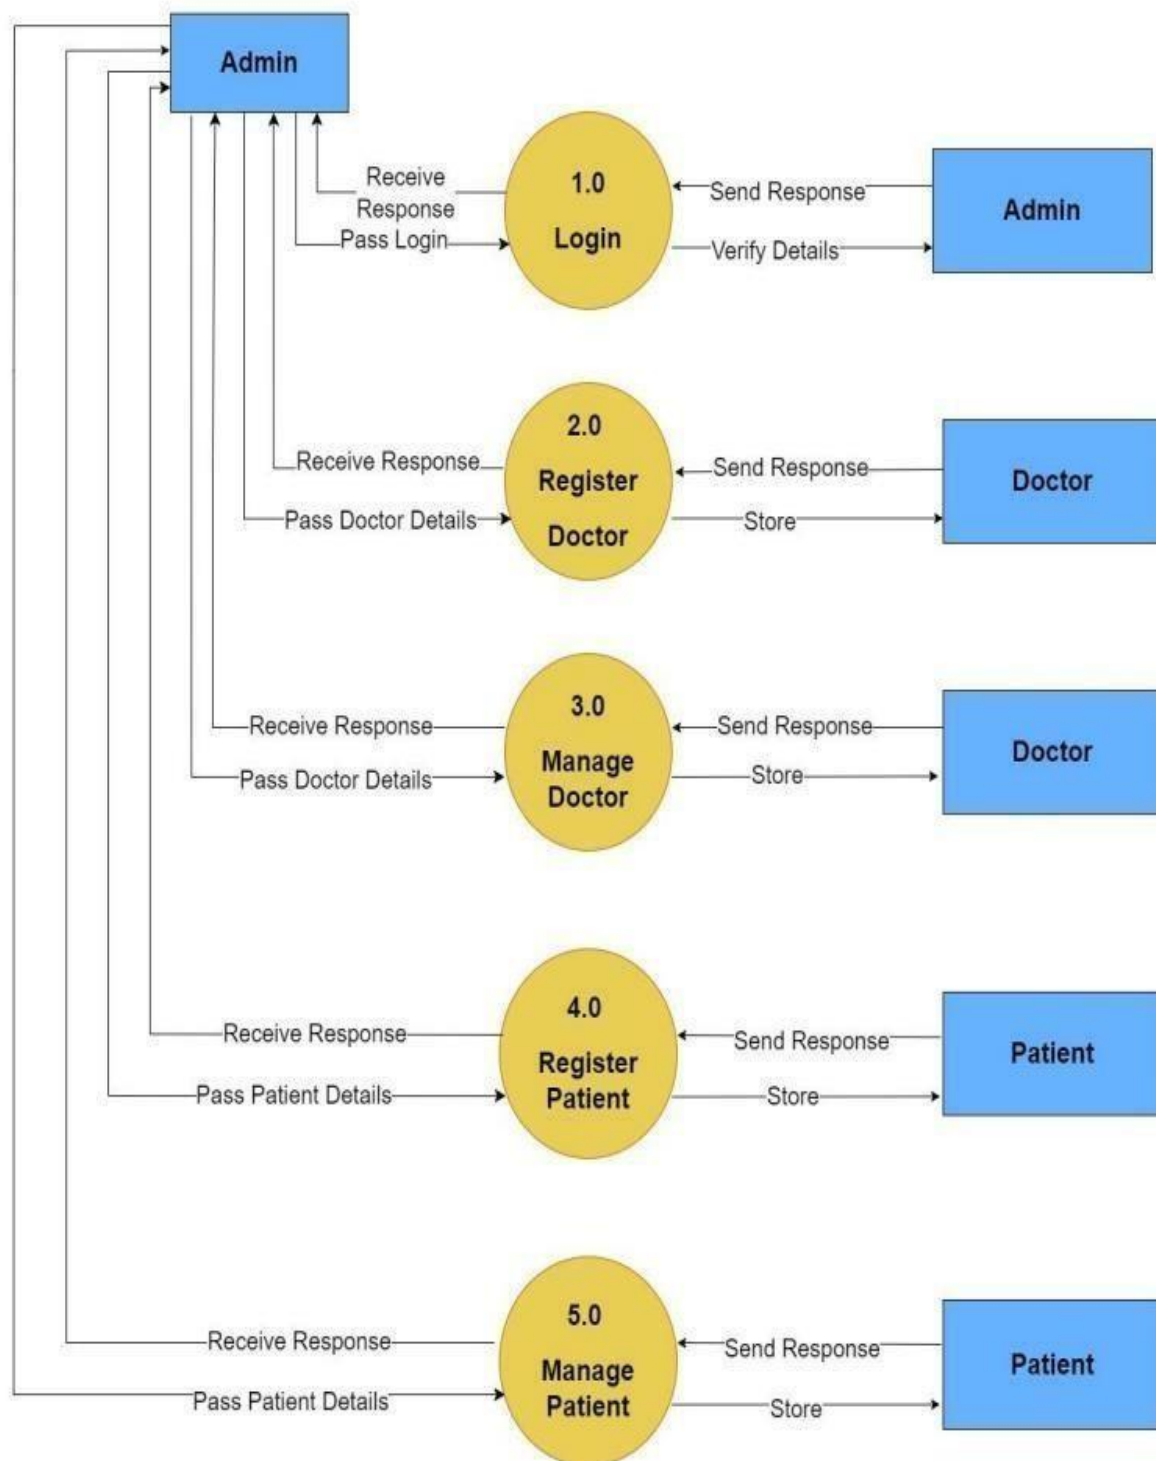 Admin
Receive
Response
Pass Login
1.0
Login
Send Response
Verify Details
Admin
Receive Response
Pass Doctor Details
2.0
Register
Doctor
Send Response
Store
Doctor
Receive Response
Pass Doctor Details
3.0
Manage
Doctor
Send Response
Store
Doctor
Receive Response
Pass Patient Details
4.0
Register
Patient
Send Response
Store
Patient
Receive Response
Pass Patient Details
5.0
Manage
Patient
Send Response
Store
Patient